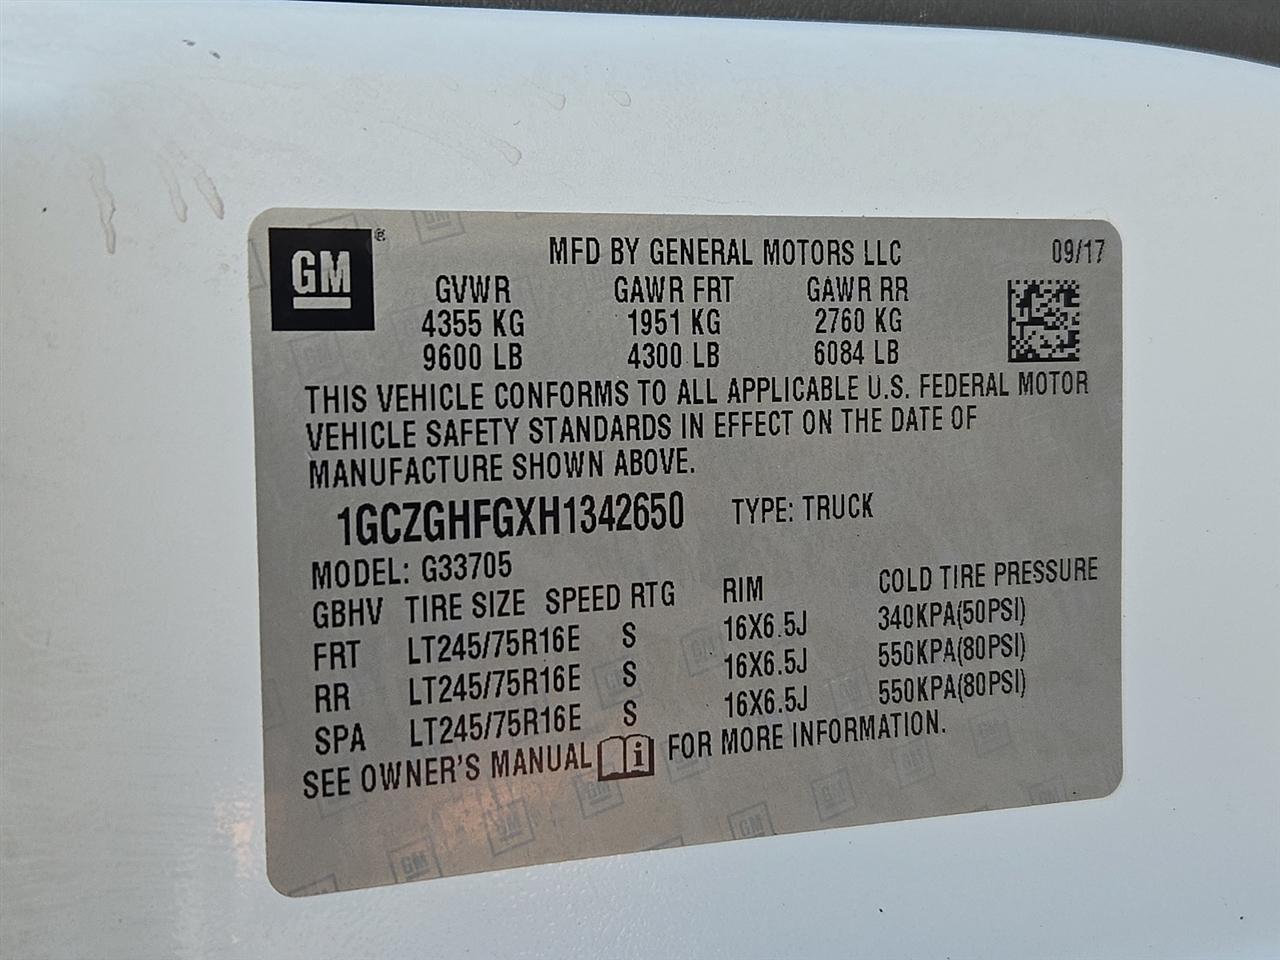 GM ®
MFD BY GENERAL MOTORS LLC 09/17
GVWR GAWR FRT GAWR RR
4355 KG 1951 KG 2760 KG
9600 LB 4300 LB 6084 LB
THIS VEHICLE CONFORMS TO ALL APPLICABLE U.S. FEDERAL MOTOR
VEHICLE SAFETY STANDARDS IN EFFECT ON THE DATE OF
MANUFACTURE SHOWN ABOVE.
1GCZGHFGXH1342650 TYPE: TRUCK
MODEL: G33705
GBHV TIRE SIZE SPEED RTG RIM COLD TIRE PRESSURE
FRT LT245/75R16E S 16X6.5J 340KPA(50PSI)
RR LT245/75R16E S 16X6.5J 550KPA(80PSI)
SPA LT245/75R16E S 16X6.5J 550KPA(80PSI)
SEE OWNER'S MANUAL i FOR MORE INFORMATION.